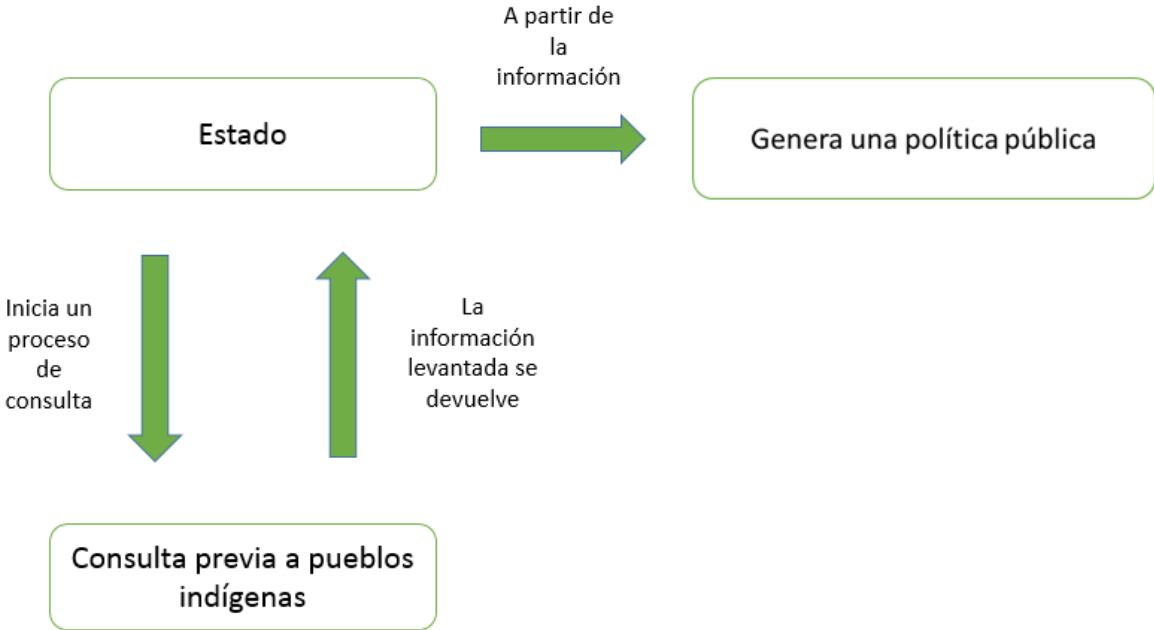 A partir de
la
información
Estado
Genera una política pública
Inicia un
proceso
de
consulta
La
información
levantada se
devuelve
Consulta previa a pueblos
indígenas